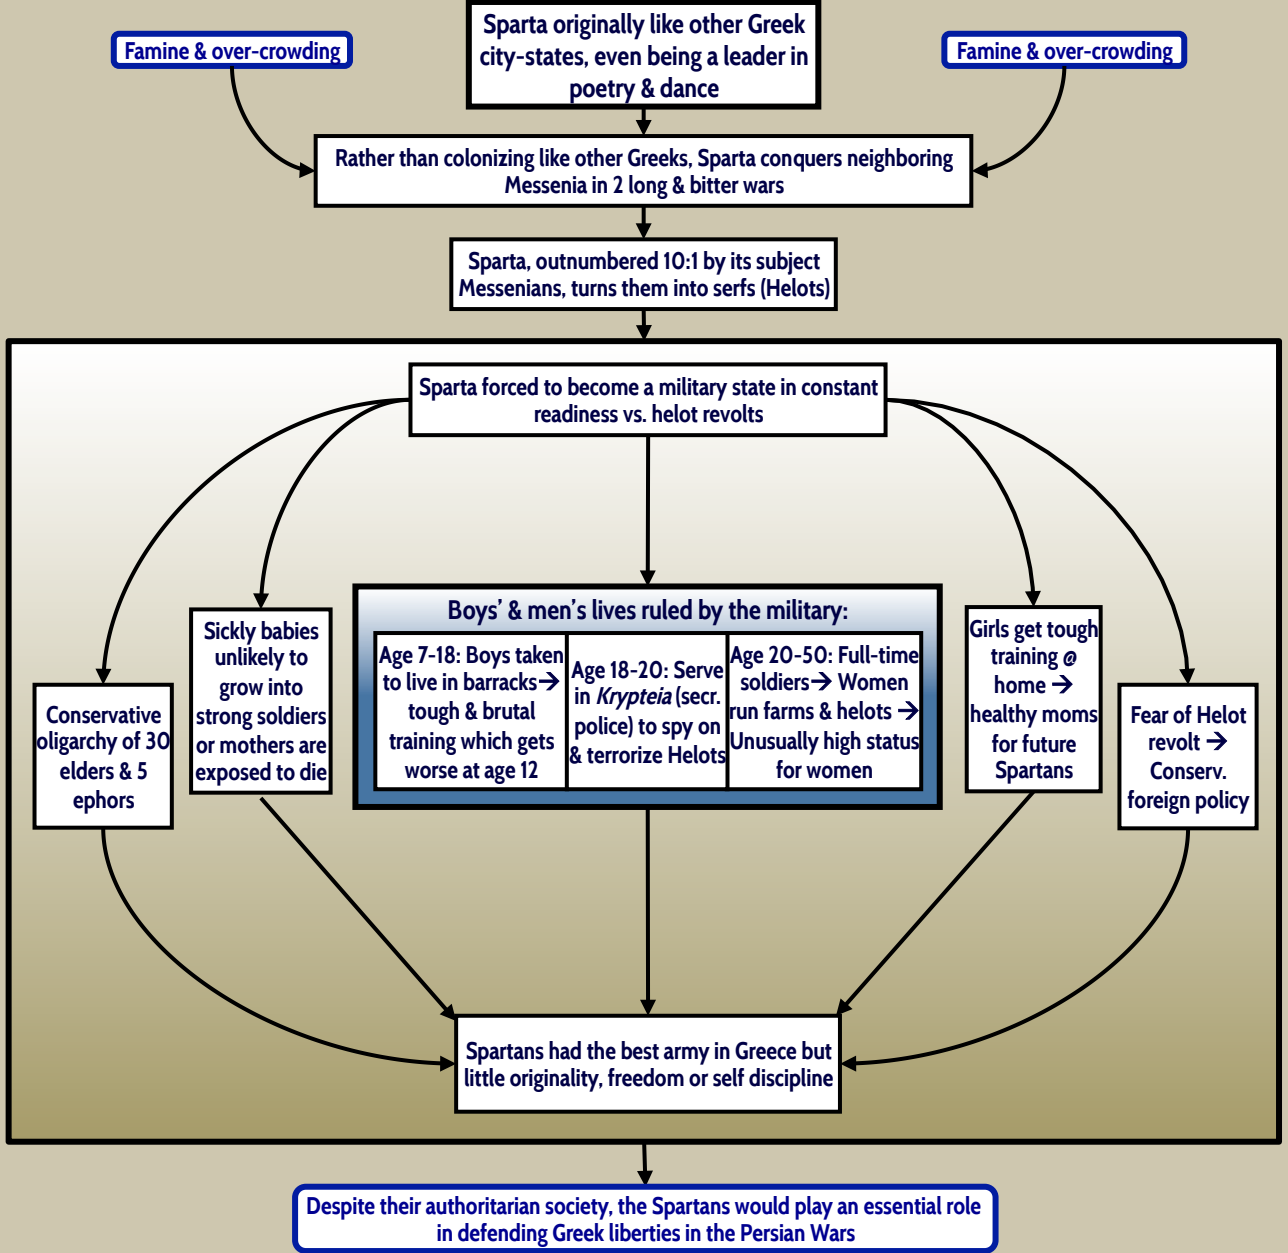 Sparta originally like other Greek
city-states, even being a leader in
poetry & dance
Famine & over-crowding
Famine & over-crowding
Rather than colonizing like other Greeks, Sparta conquers neighboring
Messenia in 2 long & bitter wars
Sparta, outnumbered 10:1 by its subject
Messenians, turns them into serfs (Helots)
Sparta forced to become a military state in constant
readiness vs. helot revolts
Conservative
oligarchy of 30
elders & 5
ephors
Sickly babies
unlikely to
grow into
strong soldiers
or mothers are
exposed to die
Boys’ & men’s lives ruled by the military:
Age 7-18: Boys taken
to live in barracks→
tough & brutal
training which gets
worse at age 12
Age 18-20: Serve
in Krypteia (secr.
police) to spy on
& terrorize Helots
Age 20-50: Full-time
soldiers→ Women
run farms & helots →
Unusually high status
for women
Girls get tough
training @
home →
healthy moms
for future
Spartans
Fear of Helot
revolt →
Conserv.
foreign policy
Spartans had the best army in Greece but
little originality, freedom or self discipline
Despite their authoritarian society, the Spartans would play an essential role
in defending Greek liberties in the Persian Wars